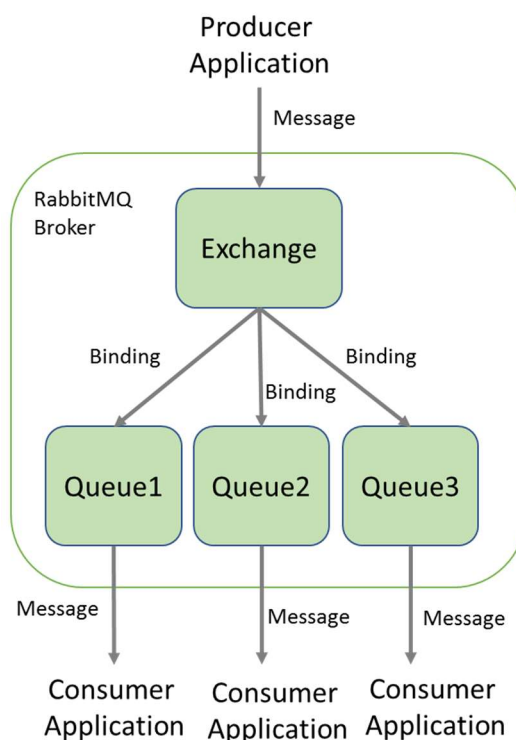 Producer
Application
Message
RabbitMQ
Broker
Exchange
Binding
Binding
Binding
Queue1
Queue2
Queue3
Message
Message
Message
Consumer
Application
Consumer
Application
Consumer
Application